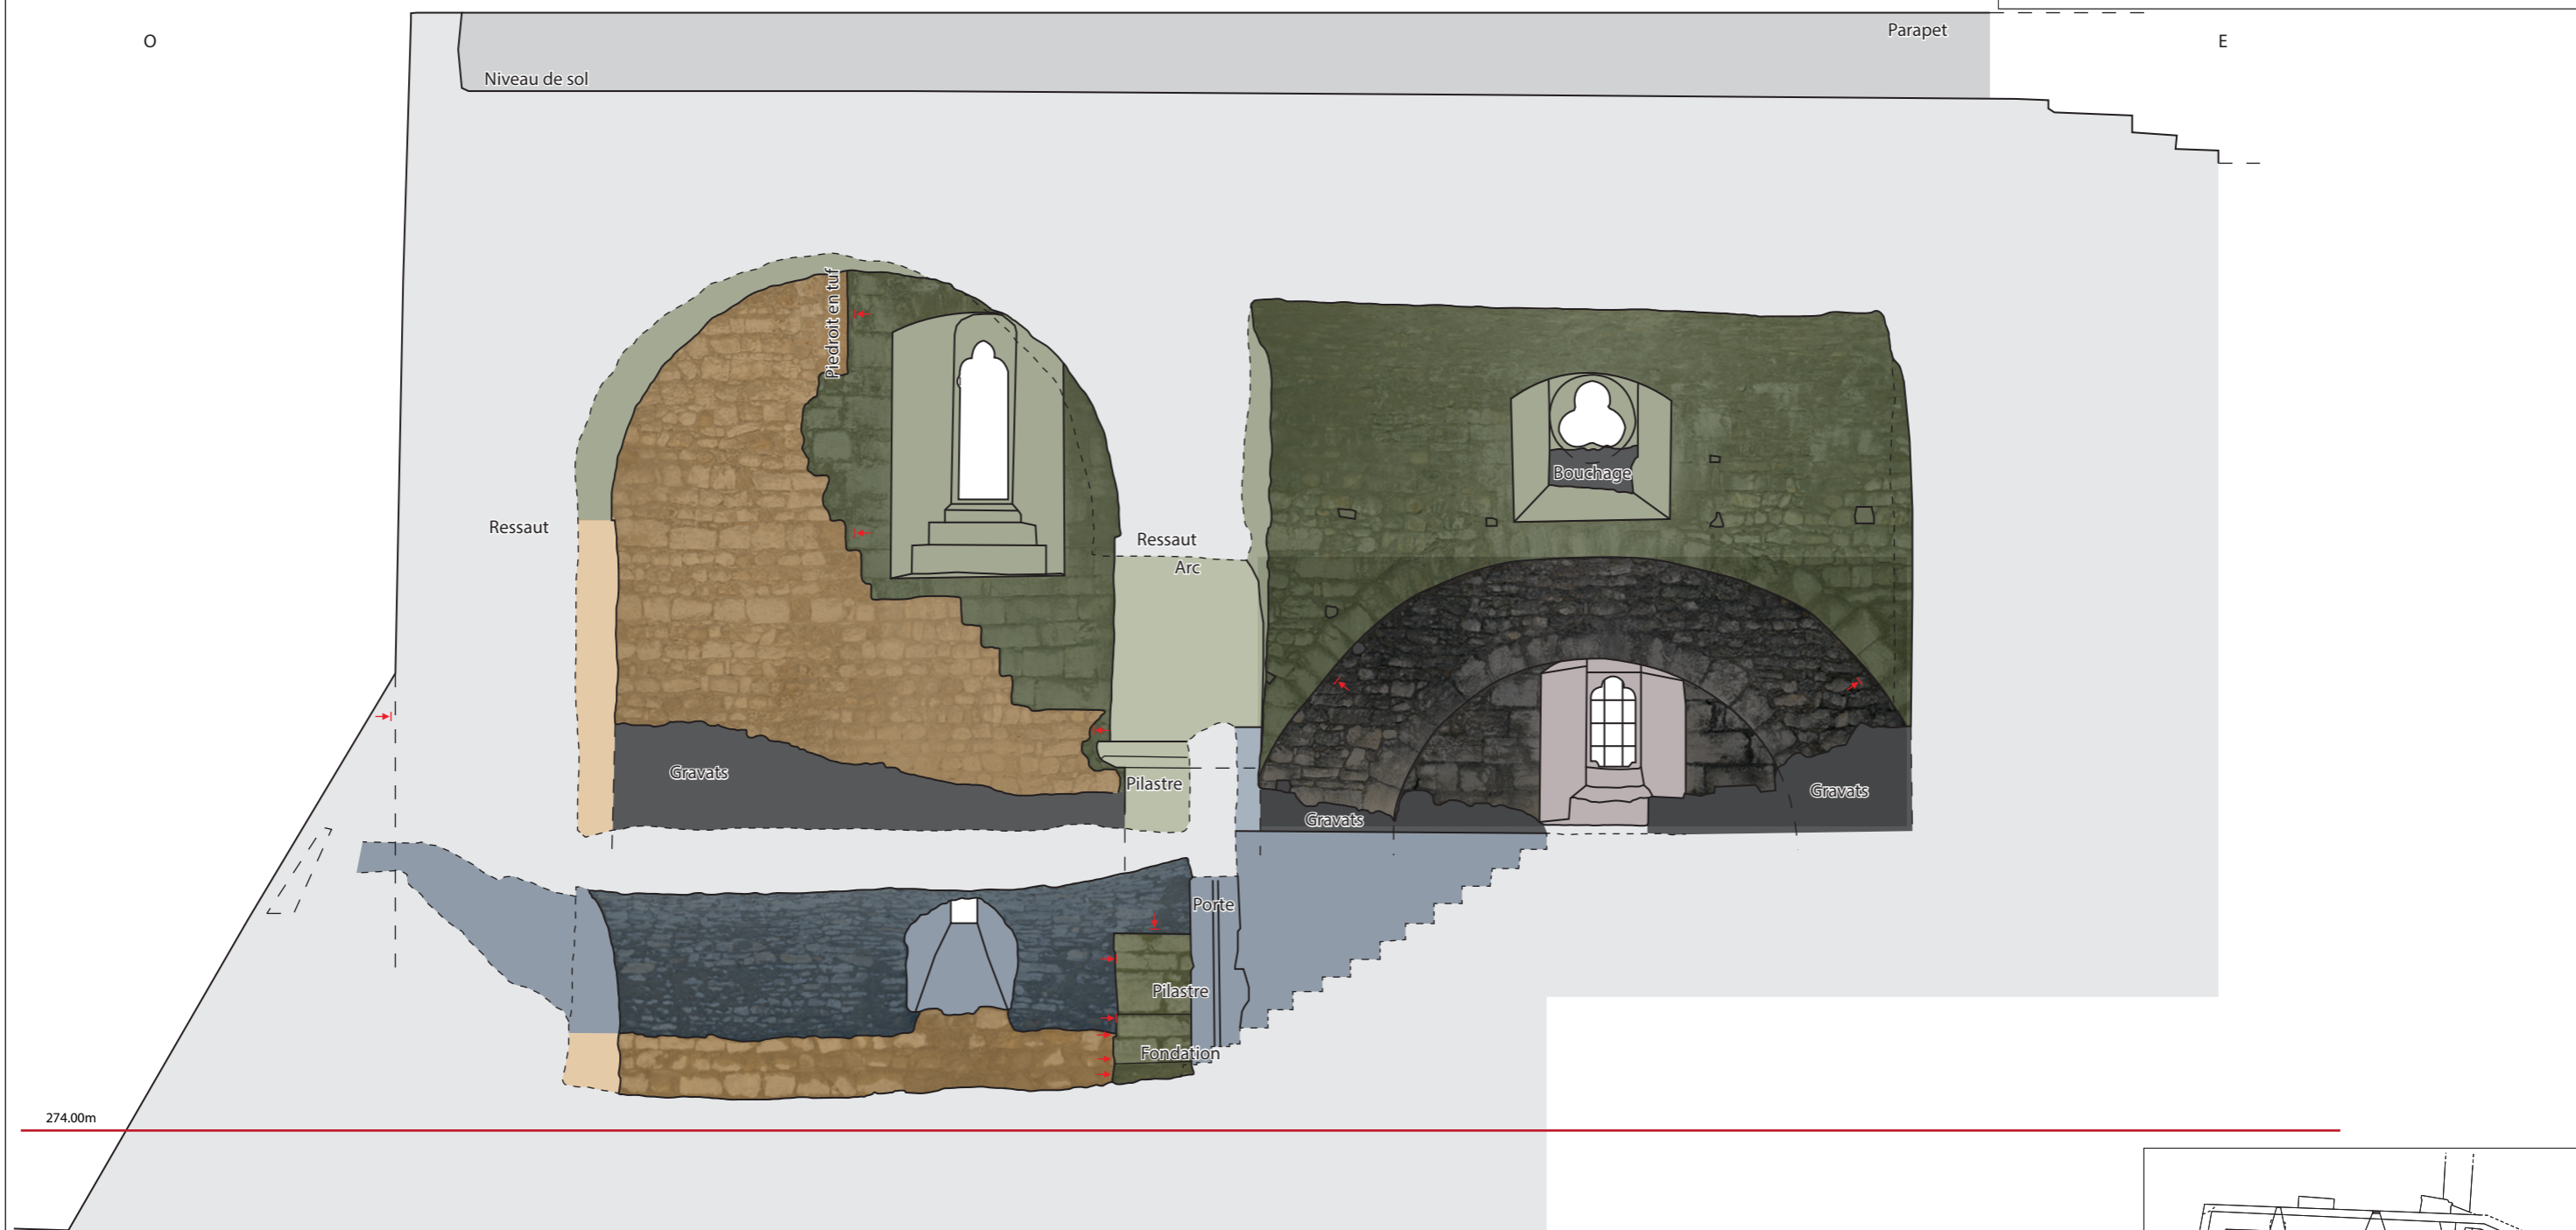 O
Parapet
E
Niveau de sol
Piedroit en tuf
Bouchage
Ressaut
Ressaut
Arc
Gravats
Pilastre
Gravats
Gravats
Porte
Pilastre
Fondation
274.00m